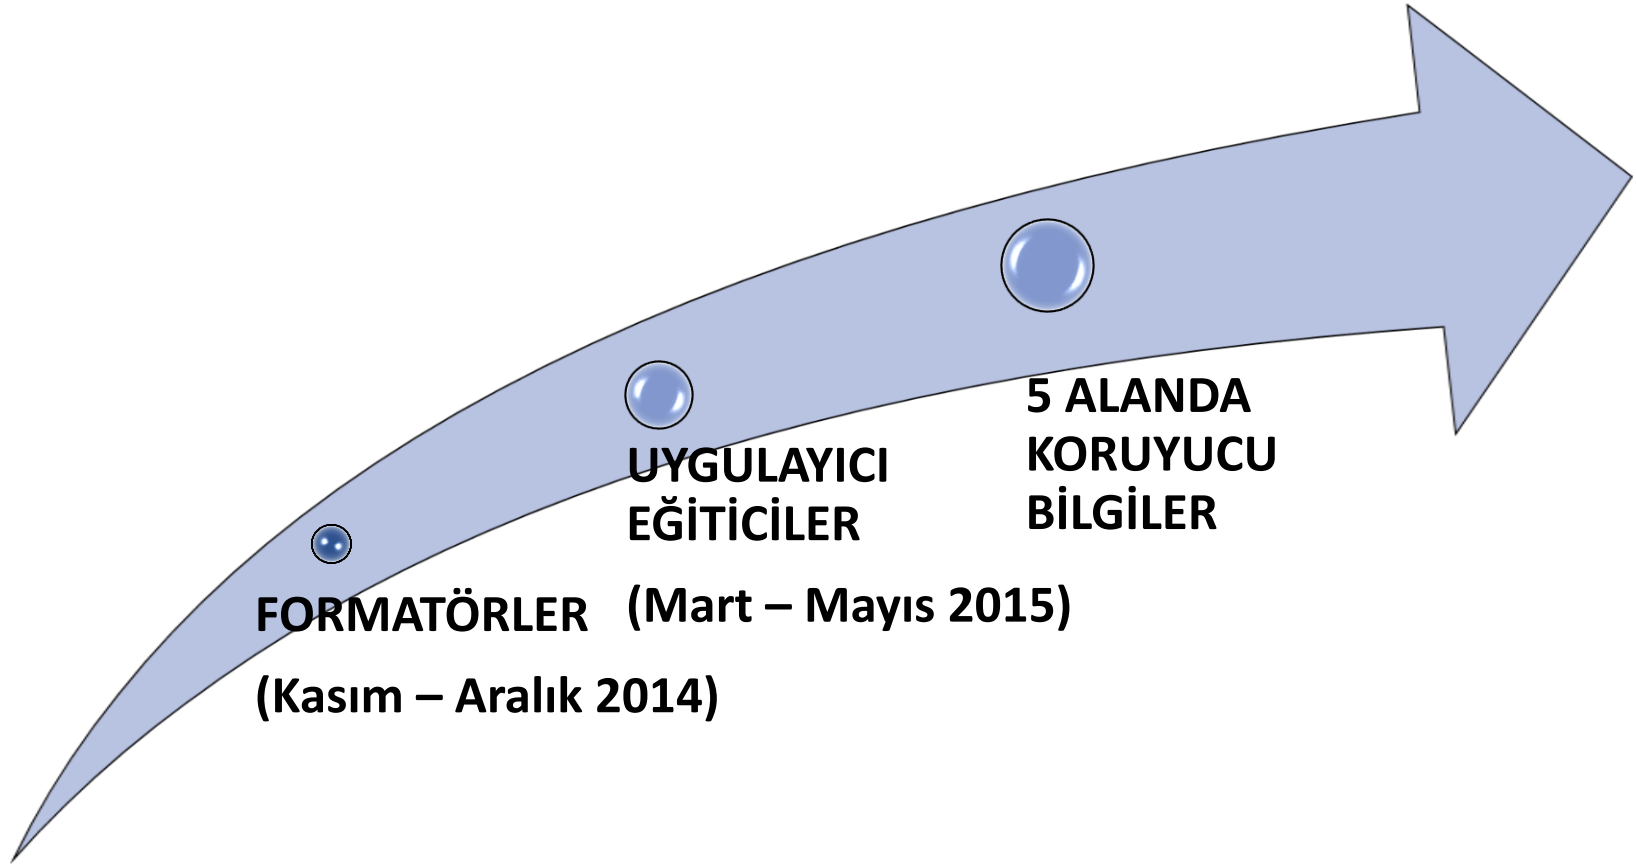 FORMATÖRLER
(Kasım – Aralık 2014)
UYGULAYICI
EĞİTİCİLER
(Mart – Mayıs 2015)
5 ALANDA
KORUYUCU
BİLGİLER